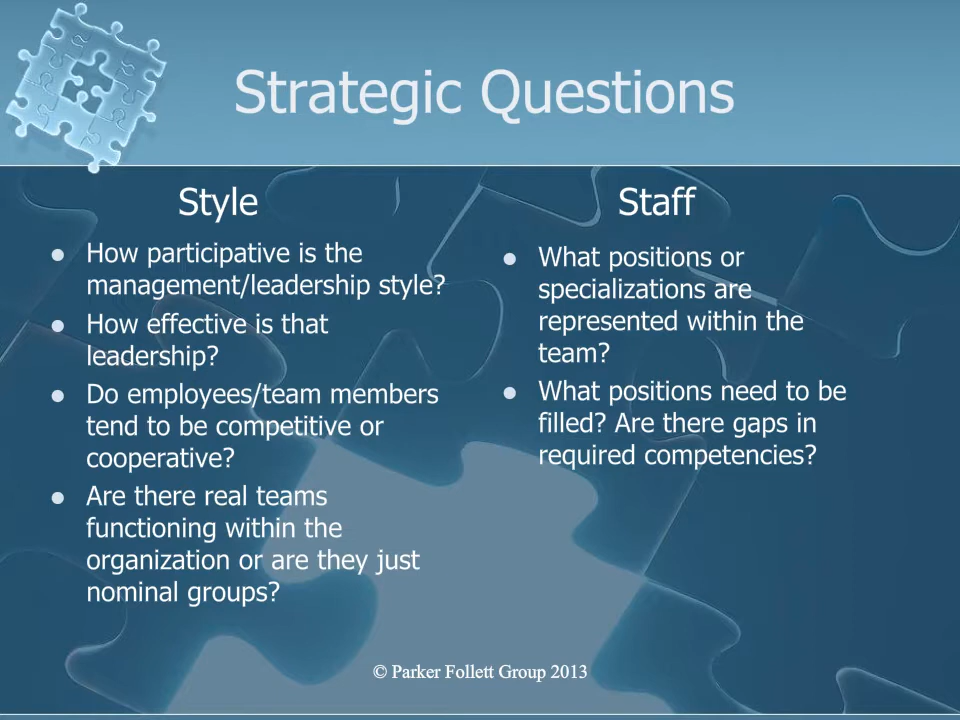 Strategic Questions
Style
How participative is the
management/leadership style?
How effective is that
leadership?
Do employees/team members
tend to be competitive or
cooperative?
Are there real teams
functioning within the
organization or are they just
nominal groups?
Staff
What positions or
specializations are
represented within the
team?
What positions need to be
filled? Are there gaps in
required competencies?
© Parker Follett Group 2013